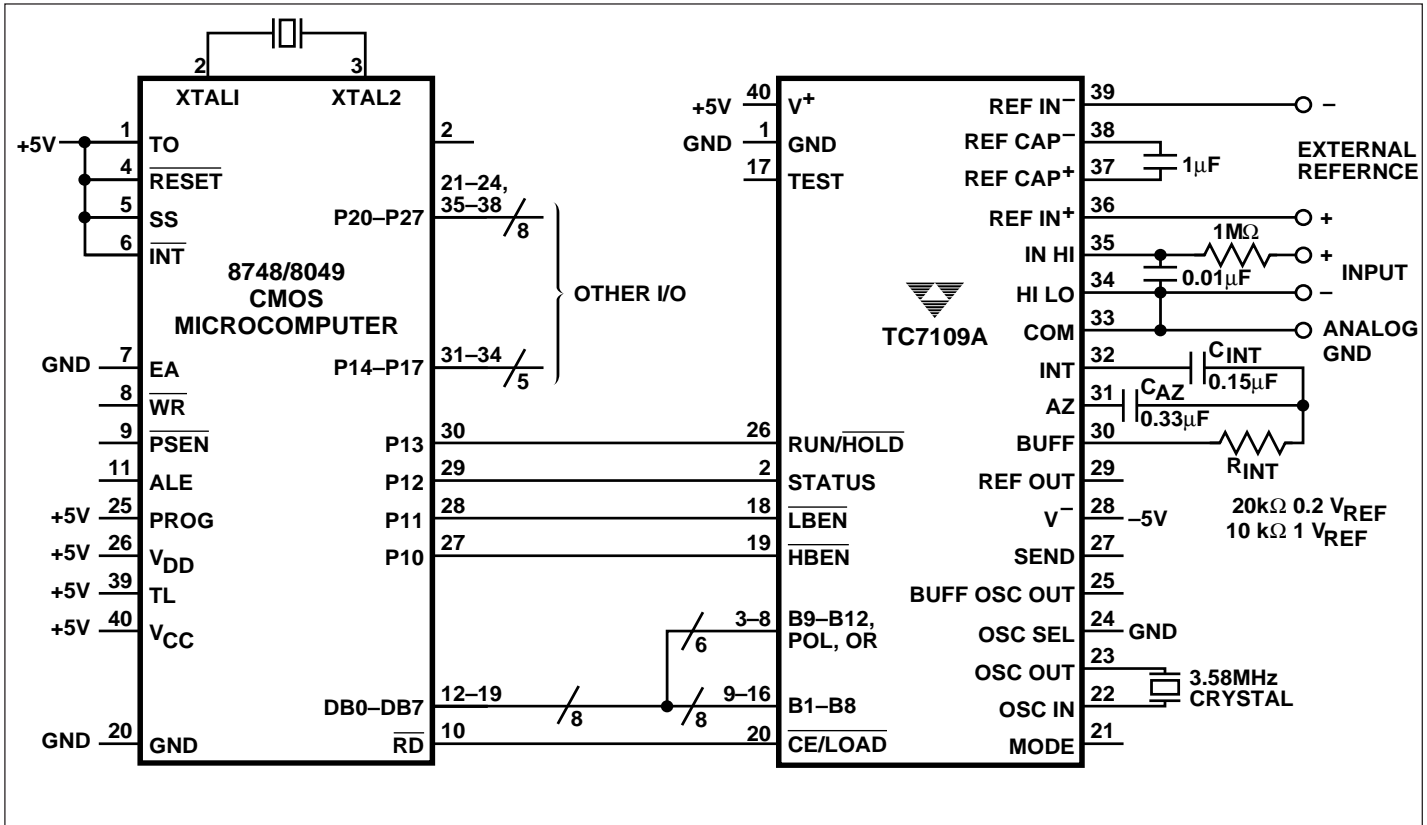 2
3
XTAL1
XTAL2
+5V
1
TO
4
RESET
5
SS
6
INT
8748/8049
CMOS
MICROCOMPUTER
GND
7
EA
8
WR
9
PSEN
11
ALE
+5V
25
PROG
+5V
26
VDD
+5V
39
TL
+5V
40
VCC
GND
20
GND
2
21–24,
35–38
P20–P27
8
OTHER I/O
31–34
P14–P17
5
P13
30
P12
29
P11
28
P10
27
DB0–DB7
12–19
8
RD
10
6
8
+5V
40
V+
GND
1
GND
17
TEST
TC7109A
26
RUN/HOLD
2
STATUS
18
LBEN
19
HBEN
3–8
B9–B12,
POL, OR
9–16
B1–B8
20
CE/LOAD
REF IN–
39
–
REF CAP–
38
1µF
REF CAP+
37
EXTERNAL
REFERNCE
REF IN+
36
+
IN HI
35
1MΩ
+
0.01µF
INPUT
HI LO
34
–
COM
33
ANALOG
GND
INT
32
CINT
0.15µF
AZ
31
CAZ
0.33µF
BUFF
30
RINT
REF OUT
29
20kΩ 0.2 VREF
10 kΩ 1 VREF
V–
28
–5V
SEND
27
BUFF OSC OUT
25
OSC SEL
24
GND
OSC OUT
23
3.58MHz
CRYSTAL
OSC IN
22
MODE
21